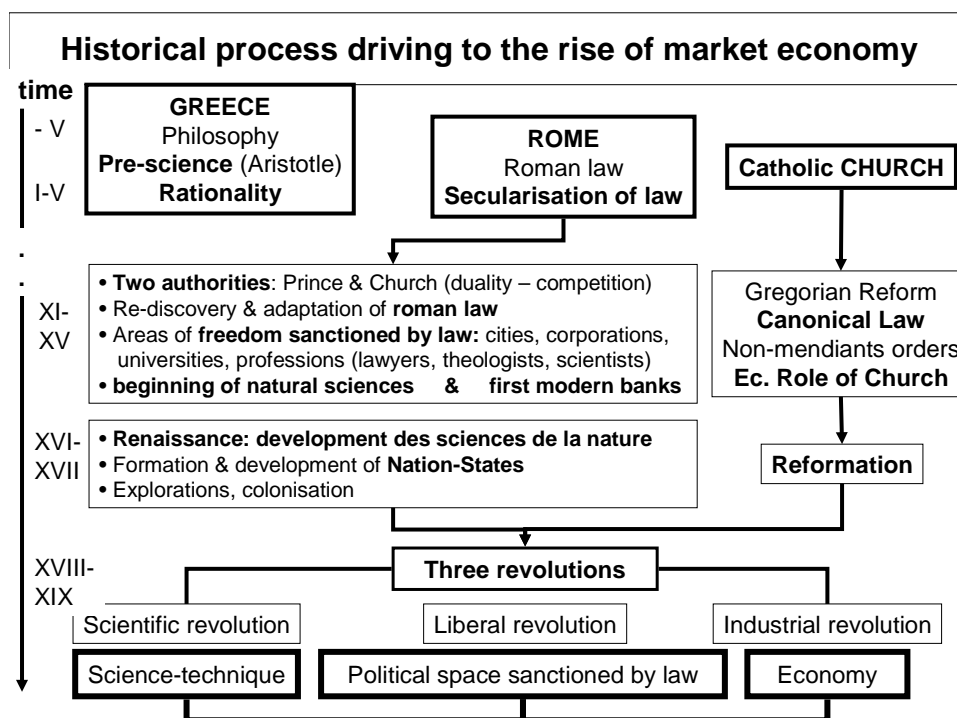 Historical process driving to the rise of market economy
time
- V
I-V
.
.
XI-
XV
XVI-
XVII
XVIII-
XIX
GREECE
Philosophy
Pre-science (Aristotle)
Rationality
ROME
Roman law
Secularisation of law
Catholic CHURCH
• Two authorities: Prince & Church (duality – competition)
• Re-discovery & adaptation of roman law
• Areas of freedom sanctioned by law: cities, corporations,
universities, professions (lawyers, theologists, scientists)
• beginning of natural sciences & first modern banks
Gregorian Reform
Canonical Law
Non-mendiants orders
Ec. Role of Church
• Renaissance: development des sciences de la nature
• Formation & development of Nation-States
• Explorations, colonisation
Reformation
Three revolutions
Scientific revolution
Liberal revolution
Industrial revolution
Science-technique
Political space sanctioned by law
Economy